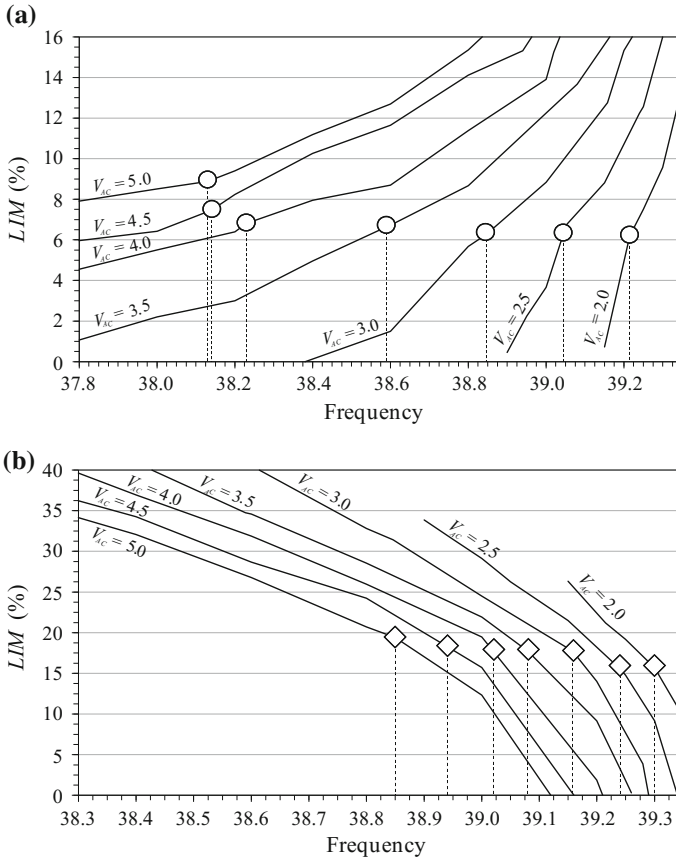 (a)
16
14
12
10
8
6
4
2
0
LIM (%)
V_AC = 5.0
V_AC = 4.5
V_AC = 4.0
V_AC = 3.5
V_AC = 3.0
V_AC = 2.5
V_AC = 2.0
37.8 38.0 38.2 38.4 38.6 38.8 39.0 39.2
Frequency
(b)
40
35
30
25
20
15
10
5
0
LIM (%)
V_AC = 4.0
V_AC = 3.5
V_AC = 3.0
V_AC = 4.5
V_AC = 5.0
V_AC = 2.5
V_AC = 2.0
38.3 38.4 38.5 38.6 38.7 38.8 38.9 39.0 39.1 39.2 39.3
Frequency